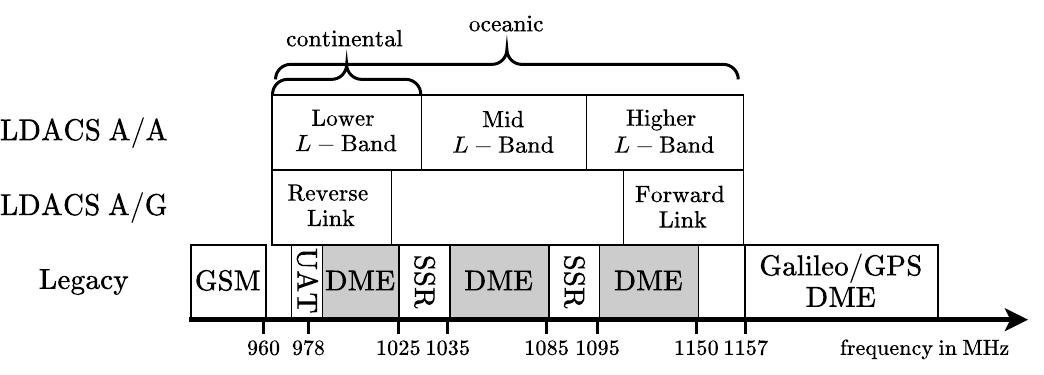 oceanic
continental
LDACS A/A
Lower
L – Band
Mid
L – Band
Higher
L – Band
LDACS A/G
Reverse
Link
Forward
Link
Legacy
GSM
UAT
DME
SSR
DME
SSR
DME
Galileo/GPS
DME
960 978 1025 1035 1085 1095 1150 1157 frequency in MHz